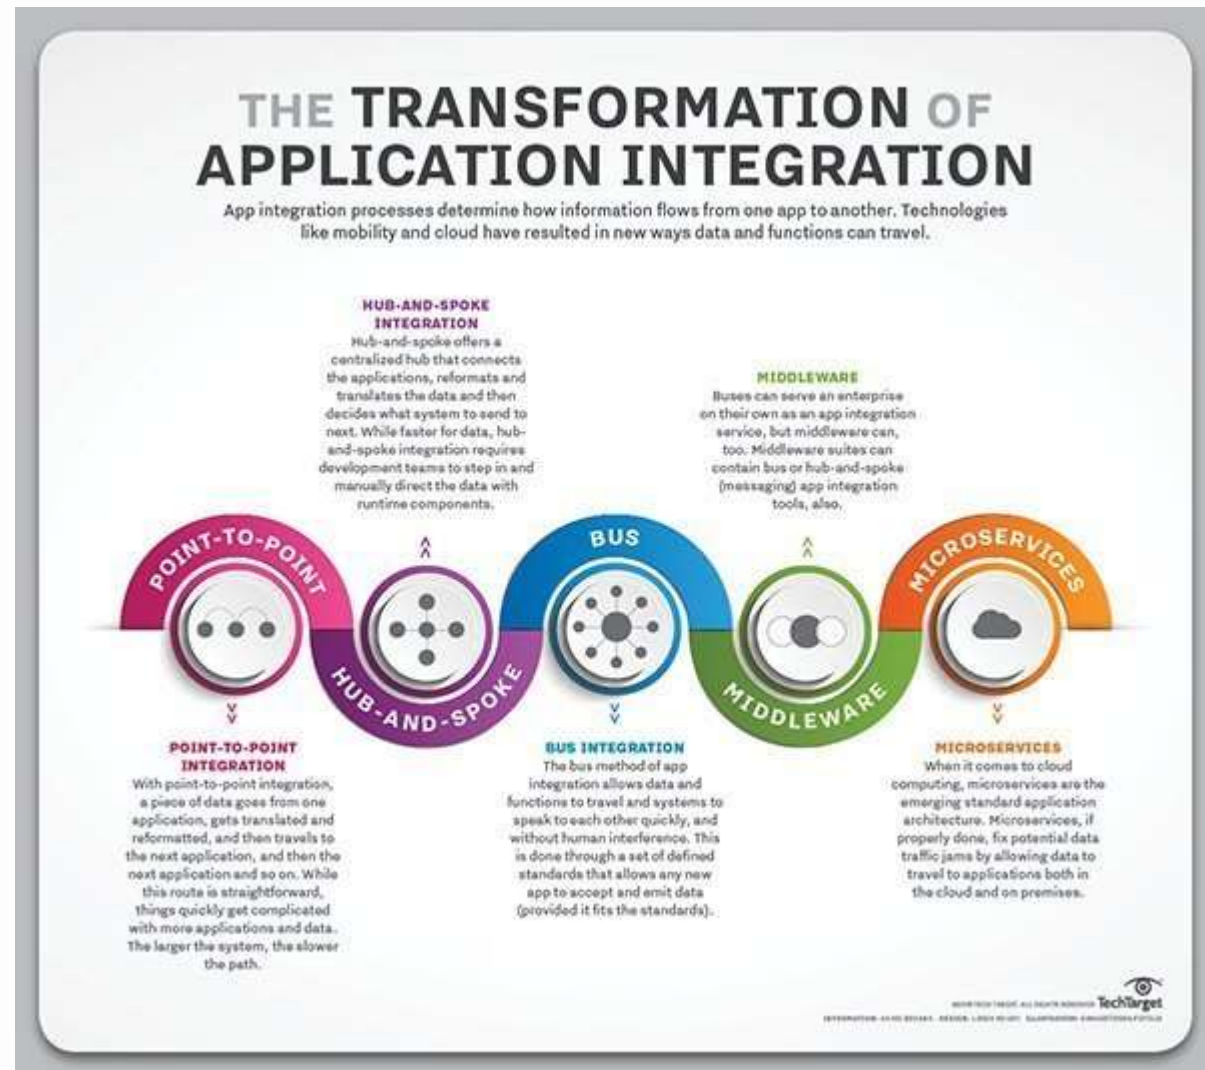 THE TRANSFORMATION OF
APPLICATION INTEGRATION
App integration processes determine how information flows from one app to another. Technologies
like mobility and cloud have resulted in new ways data and functions can travel.
HUB-AND-SPOKE
INTEGRATION
Hub-and-spoke offers a
centralized hub that connects
the applications, reformats and
translates the data and then
decides what system to send to
next. While faster for data, hub-
and-spoke integration requires
development teams to step in and
manually direct the data with
runtime components.
MIDDLEWARE
Buses can serve an enterprise
on their own as an app integration
service, but middleware can,
too. Middleware suites can
contain bus or hub-and-spoke
(messaging) app integration
tools, also.
POINT-TO-POINT
HUB-AND-SPOKE
BUS
MIDDLEWARE
MICROSERVICES
POINT-TO-POINT
INTEGRATION
With point-to-point integration,
a piece of data goes from one
application, gets translated and
reformatted, and then travels to
the next application, and then the
next application and so on. While
this route is straightforward,
things quickly get complicated
with more applications and data.
The larger the system, the slower
the path.
BUS INTEGRATION
The bus method of app
integration allows data and
functions to travel and systems to
speak to each other quickly, and
without human interference. This
is done through a set of defined
standards that allows any new
app to accept and emit data
(provided it fits the standards).
MICROSERVICES
When it comes to cloud
computing, microservices are the
emerging standard application
architecture. Microservices, if
properly done, fix potential data
traffic jams by allowing data to
travel to applications both in
the cloud and on premises.
TechTarget